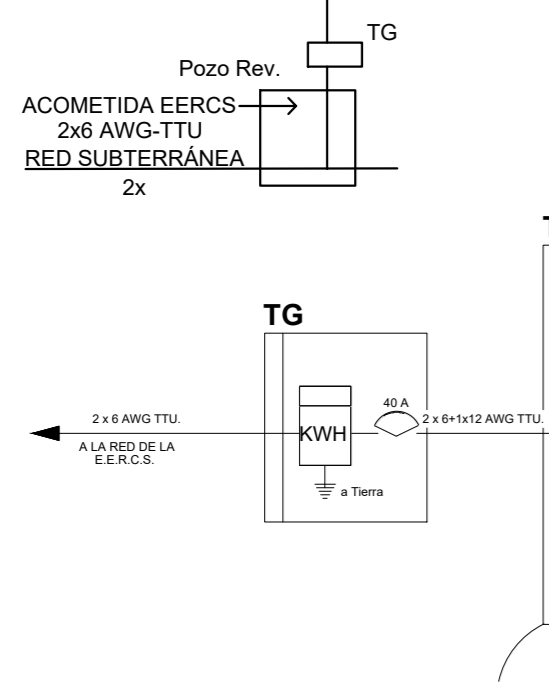 TG
Pozo Rev.
ACOMETIDA EERCS
2x6 AWG-TTU
RED SUBTERRÁNEA
2x
TG
40 A
2 x 6 AWG TTU.
2 x 6+1x12 AWG TTU.
KWH
A LA RED DE LA
E.E.R.C.S.
a Tierra